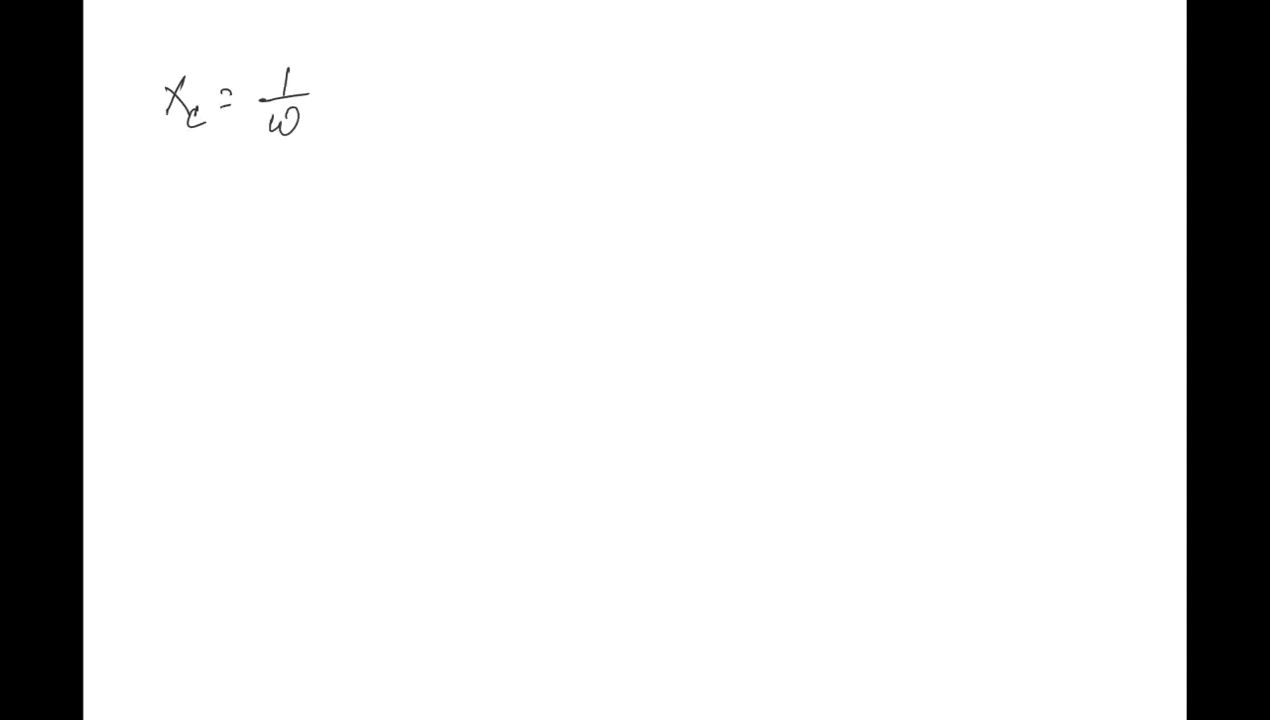 X_c = 1/ω